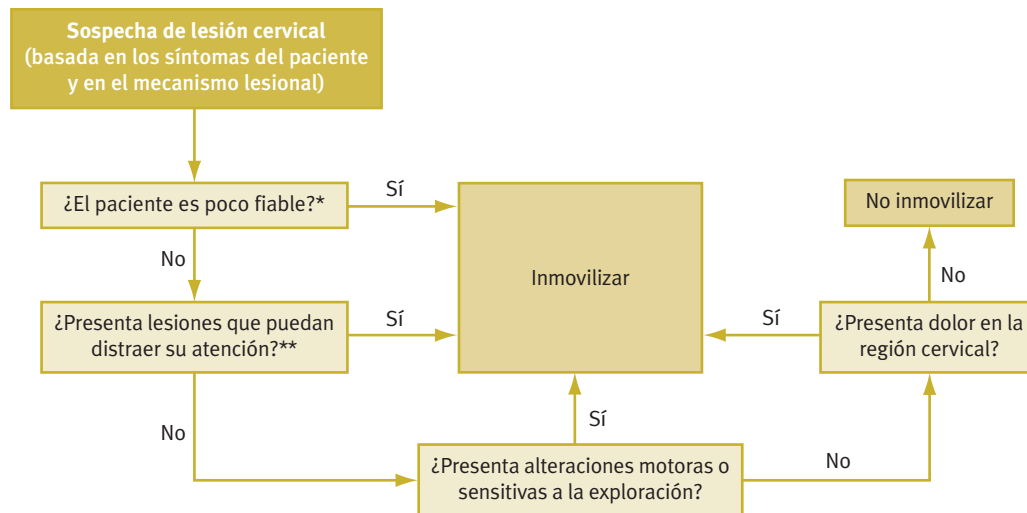 Sospecha de lesión cervical
(basada en los síntomas del paciente
y en el mecanismo lesional)
¿El paciente es poco fiable?*
Sí
No inmovilizar
No
Inmovilizar
No
¿Presenta lesiones que puedan
distraer su atención?**
Sí
Sí
¿Presenta dolor en la
región cervical?
No
Sí
¿Presenta alteraciones motoras o
sensitivas a la exploración?
No